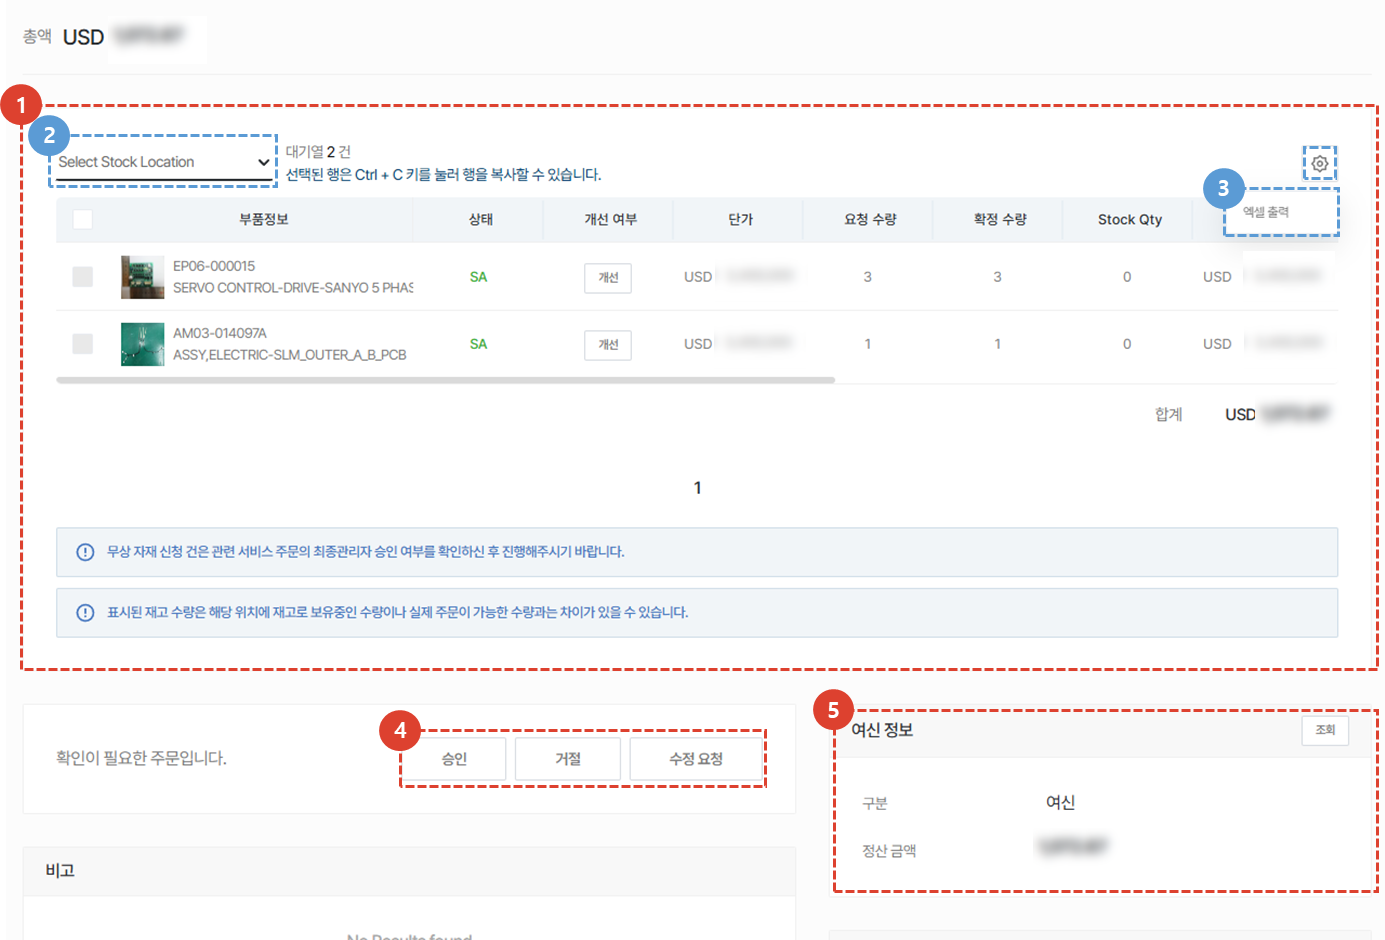 총액 USD
1
2
Select Stock Location
대기열 2 건
선택된 행은 Ctrl + C 키를 눌러 행을 복사할 수 있습니다.
3
엑셀 출력
부품정보 상태 개선 여부 단가 요청 수량 확정 수량 Stock Qty
EP06-000015
SERVO CONTROL-DRIVE-SANYO 5 PHAS
SA 개선 USD 3 3 0 USD
AM03-014097A
ASSY,ELECTRIC-SLM_OUTER_A_B_PCB
SA 개선 USD 1 1 0 USD
합계 USD
1
무상 자재 신청 건은 관련 서비스 주문의 최종관리자 승인 여부를 확인하신 후 진행해주시기 바랍니다.
표시된 재고 수량은 해당 위치에 재고로 보유중인 수량이나 실제 주문이 가능한 수량과는 차이가 있을 수 있습니다.
4
확인이 필요한 주문입니다. 승인 거절 수정 요청
5
여신 정보 조회
구분 여신
정산 금액
비고
No Results found